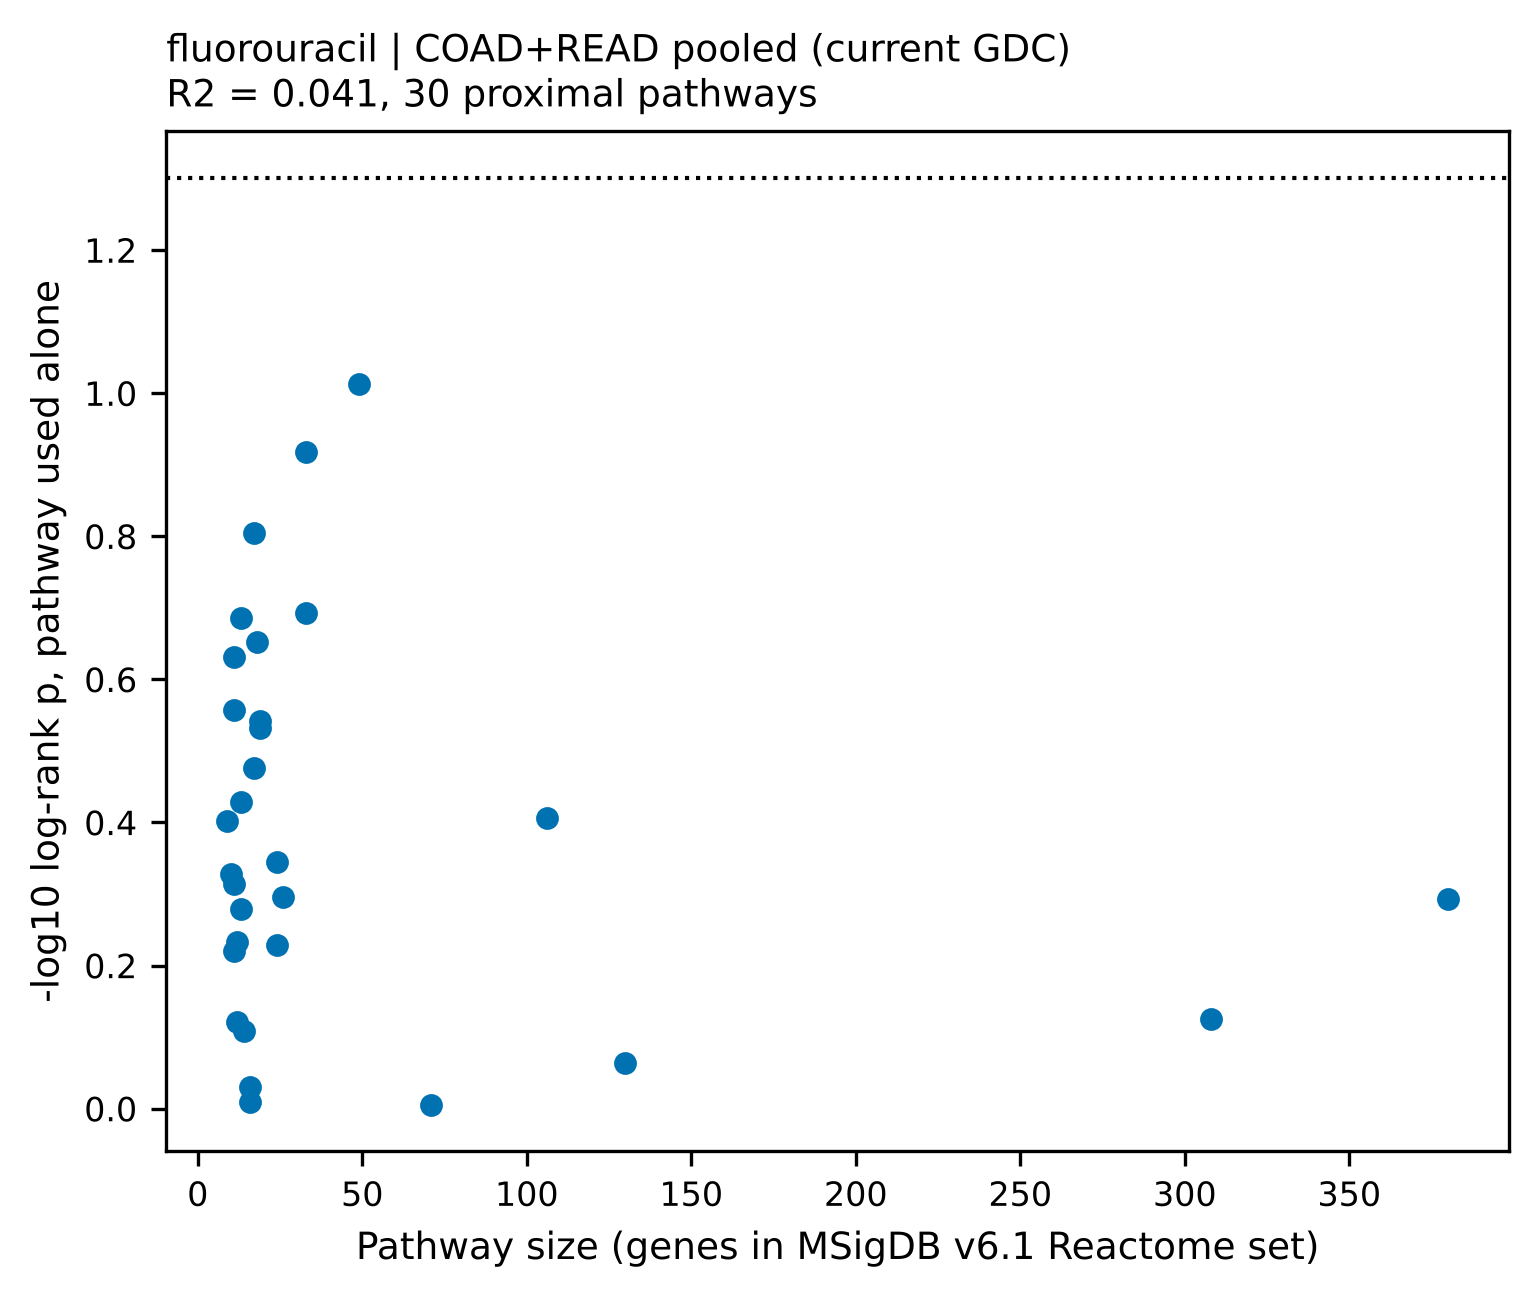 fluorouracil | COAD+READ pooled (current GDC)
R2 = 0.041, 30 proximal pathways
-log10 log-rank p, pathway used alone
1.2
1.0
0.8
0.6
0.4
0.2
0.0
0 50 100 150 200 250 300 350
Pathway size (genes in MSigDB v6.1 Reactome set)